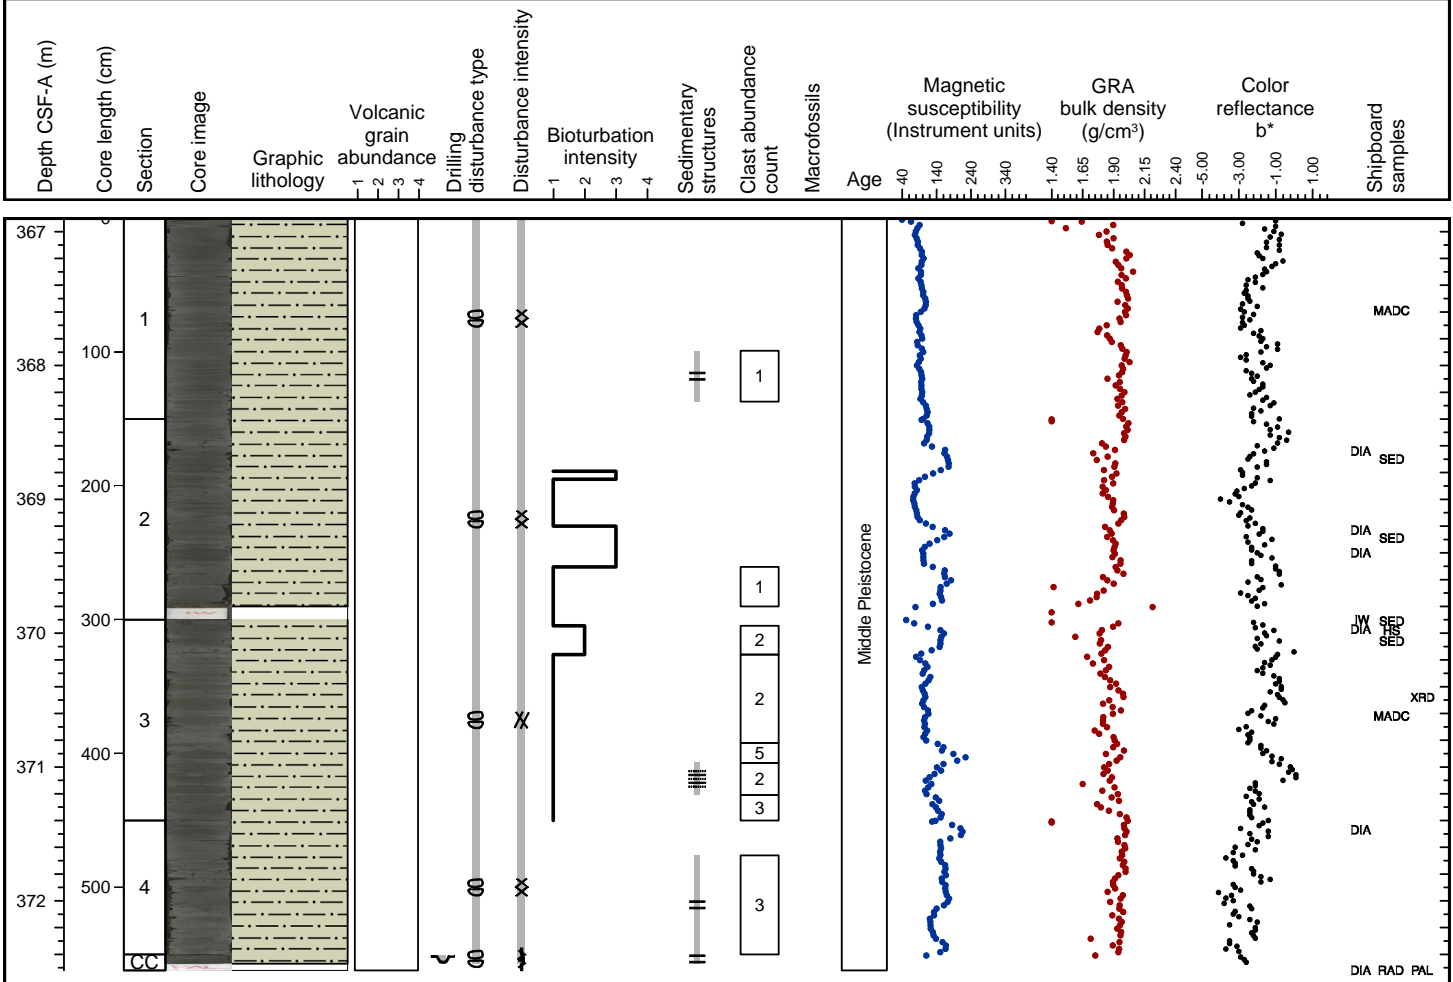 Depth CSF-A (m)
Core length (cm)
Section
Core image
Graphic
lithology
Volcanic
grain
abundance
1 2 3 4
Drilling
disturbance type
Disturbance intensity
Bioturbation
intensity
1 2 3 4
Sedimentary
structures
Clast abundance
count
Macrofossils
Age
Magnetic
susceptibility
(Instrument units)
40 140 240 340
GRA
bulk density
(g/cm³)
1.40 1.65 1.90 2.15 2.40
Color
reflectance
b*
-5.00 -3.00 -1.00 1.00
Shipboard
samples
367
368
369
370
371
372
0
100
200
300
400
500
1
2
3
4
CC
IW
PAL
1
1
2
2
5
2
3
3
Middle Pleistocene
MADC
DIA SED
DIA SED
DIA
IW SED
DIA HS
SED
XRD
MADC
DIA
DIA RAD PAL